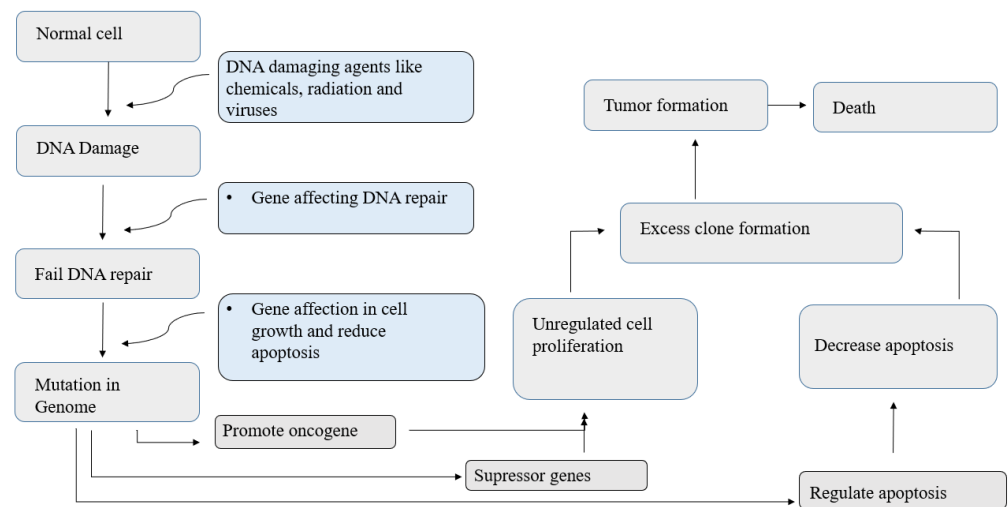 Normal cell
DNA damaging agents like
chemicals, radiation and
viruses
DNA Damage
• Gene affecting DNA repair
Fail DNA repair
• Gene affection in cell
growth and reduce
apoptosis
Mutation in
Genome
Promote oncogene
Supressor genes
Regulate apoptosis
Unregulated cell
proliferation
Decrease apoptosis
Excess clone formation
Tumor formation
Death